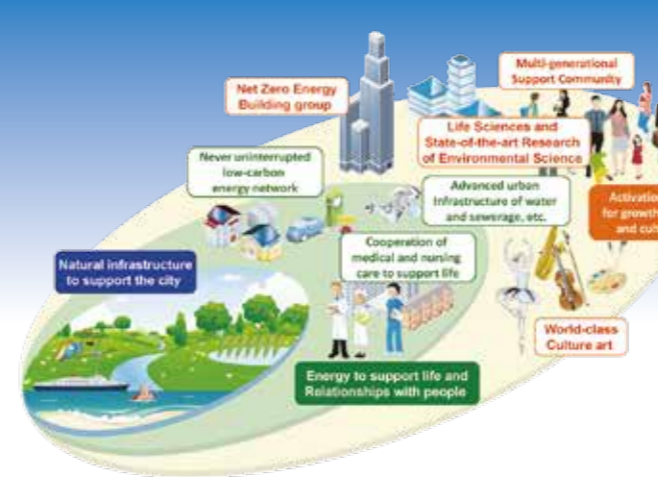 Multi-generational
Support Community
Net Zero Energy
Building group
Life Sciences and
State-of-the-art Research
of Environmental Science
Never uninterrupted
low-carbon
energy network
Advanced urban
Infrastructure of water
and sewerage, etc.
for growth
and
Cooperation of
medical and nursing
care to support life
Natural infrastructure
to support the city
World-class
Culture art
Energy to support life and
Relationships with people